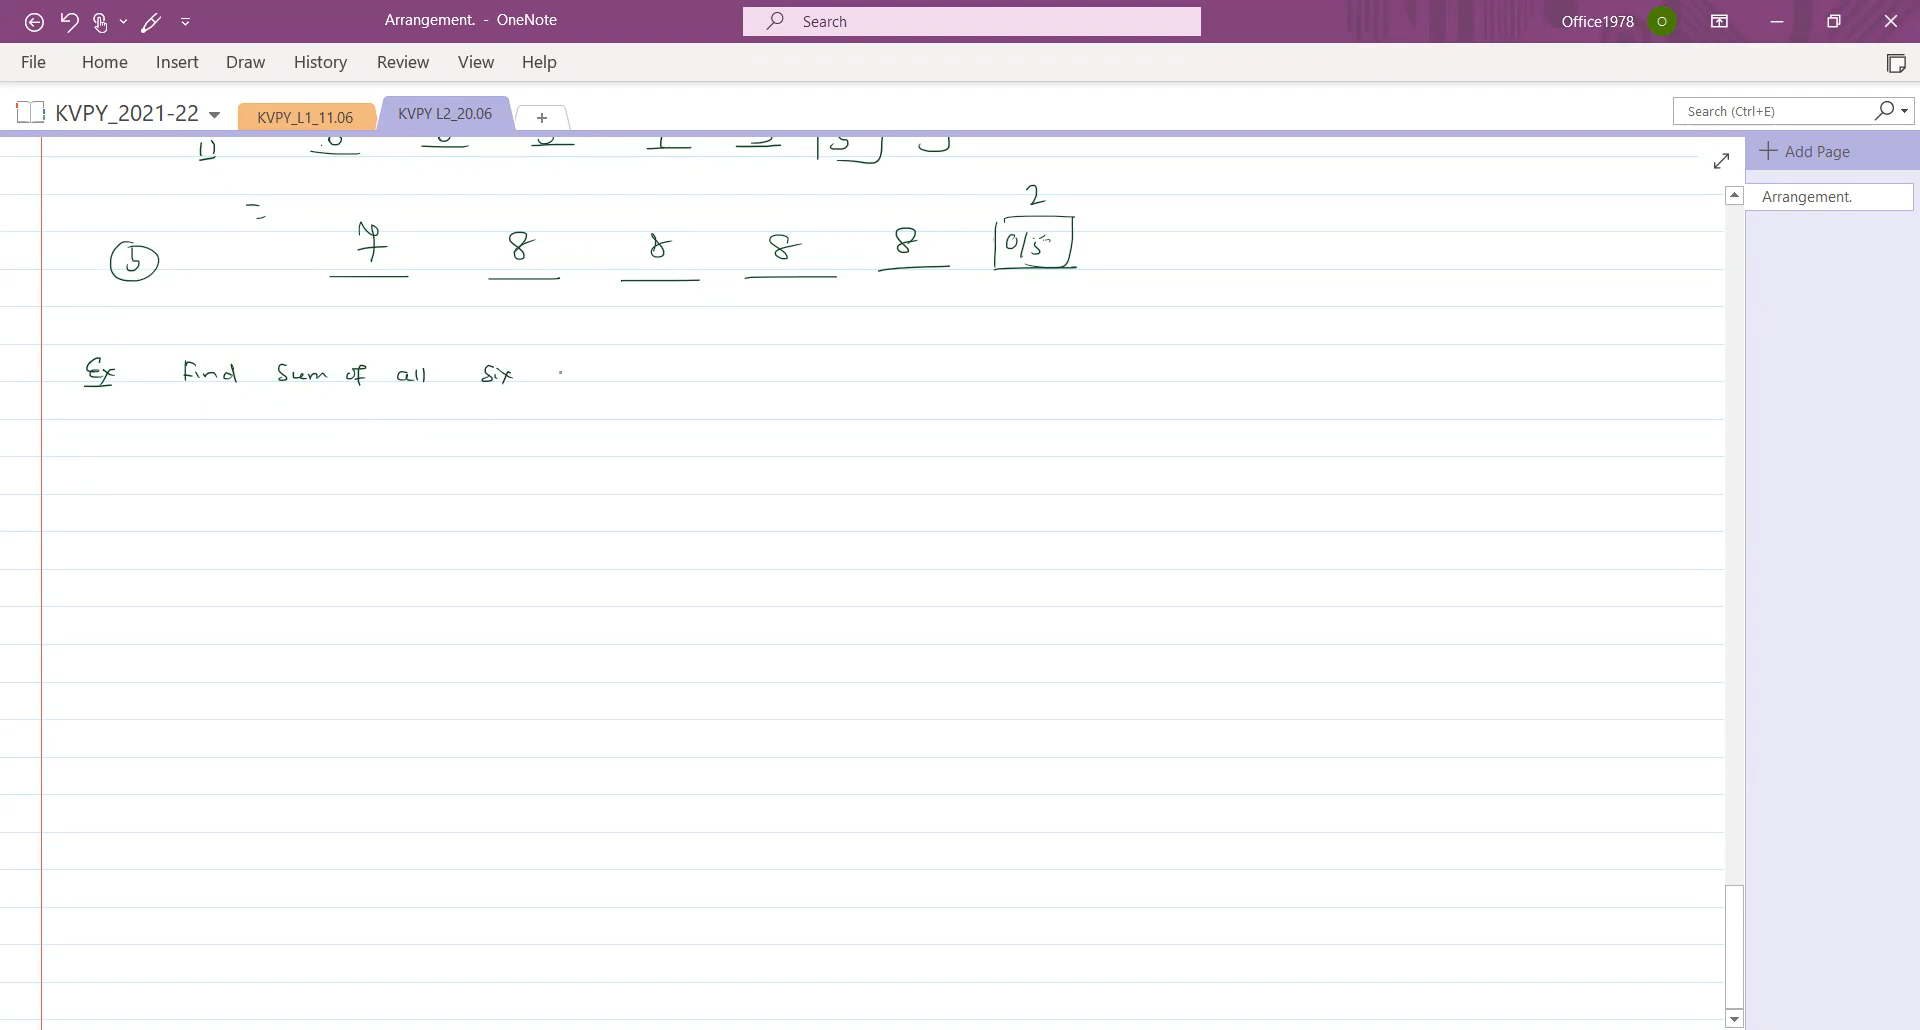 Arrangement. - OneNote
Search
Office1978
O
File Home Insert Draw History Review View Help
KVPY_2021-22
KVPY_L1_11.06
KVPY L2_20.06
+
Search (Ctrl+E)
Add Page
Arrangement.
=
2
5 7 8 8 8 8 0/5
Ex Find Sum of all six